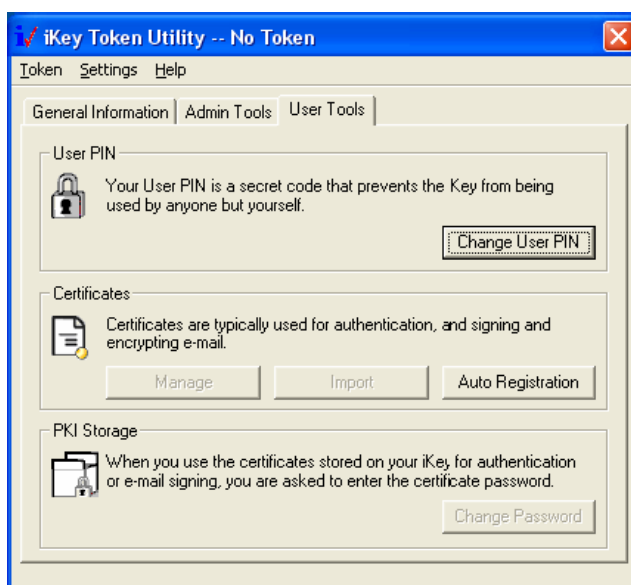 iKey Token Utility -- No Token
Token Settings Help
General Information Admin Tools User Tools
User PIN
Your User PIN is a secret code that prevents the Key from being
used by anyone but yourself.
Change User PIN
Certificates
Certificates are typically used for authentication, and signing and
encrypting e-mail.
Manage Import Auto Registration
PKI Storage
When you use the certificates stored on your iKey for authentication
or e-mail signing, you are asked to enter the certificate password.
Change Password